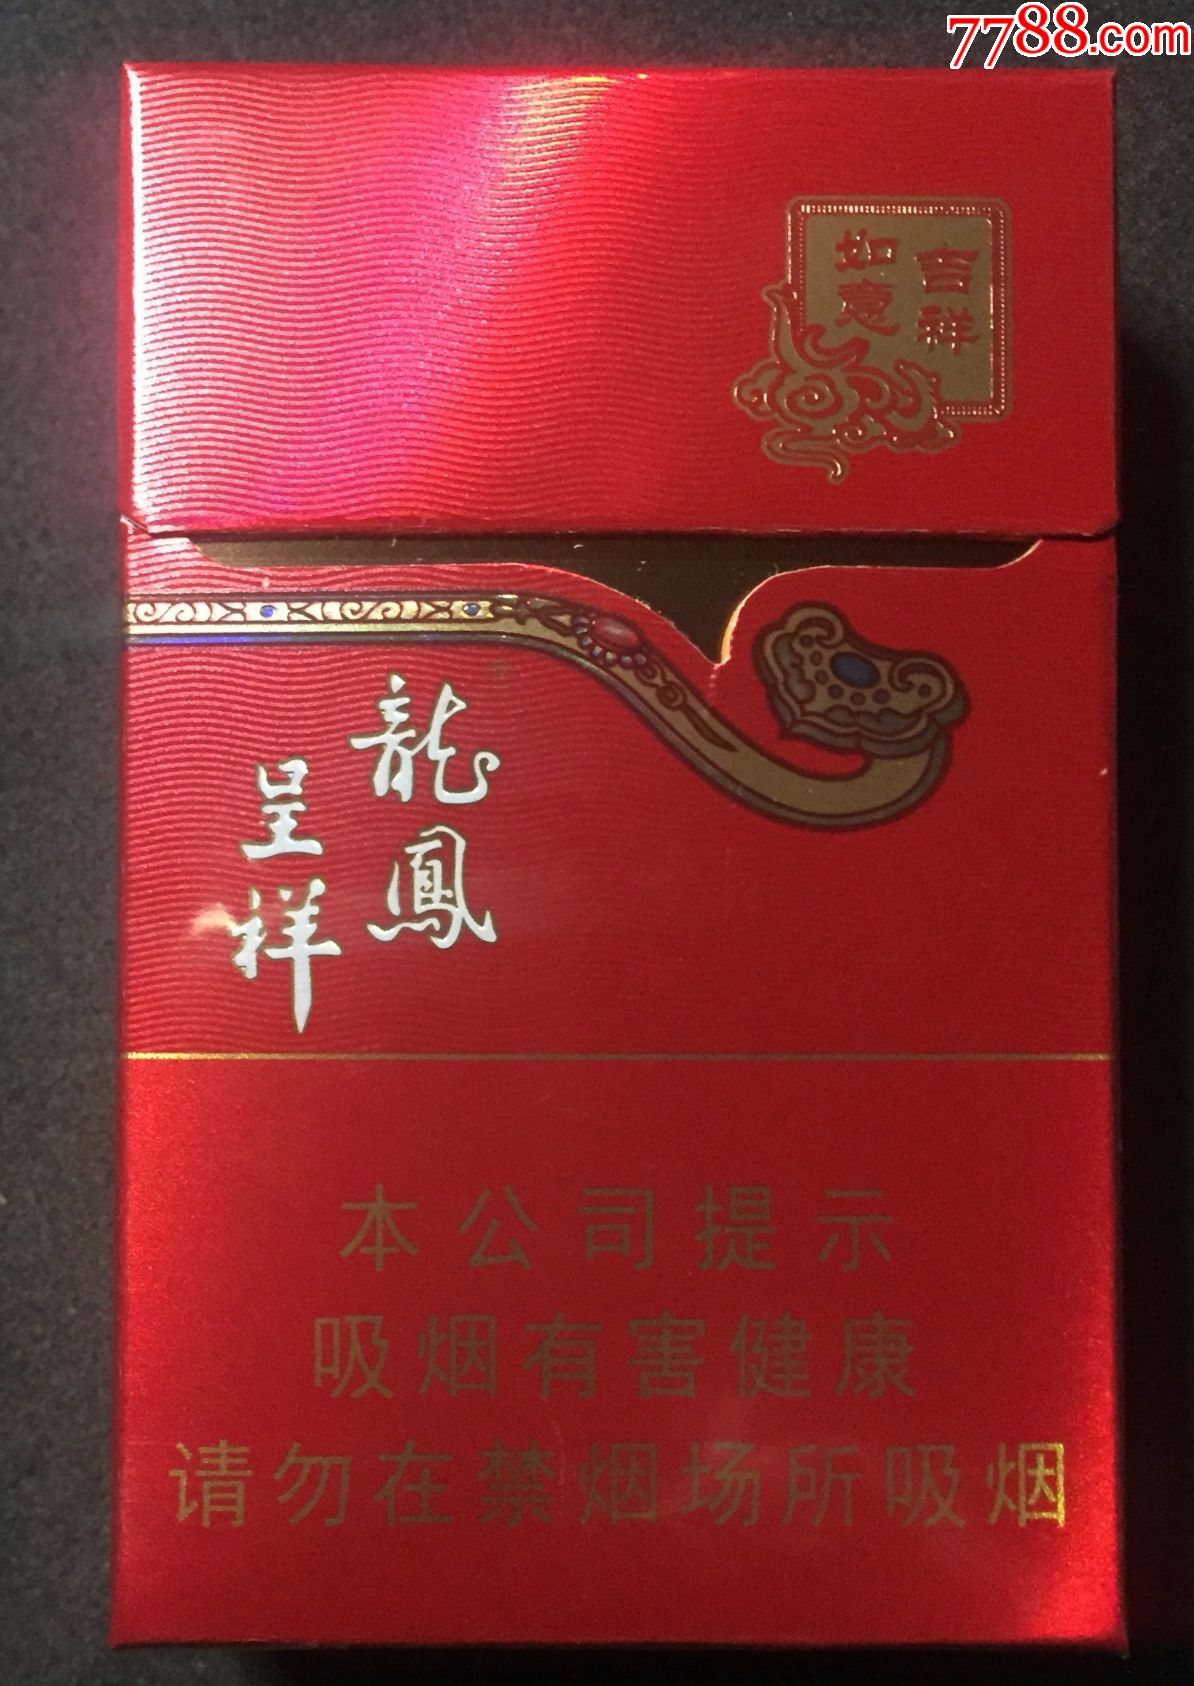 7788.com
吉祥
如意
龍鳳
呈祥
本公司提示
吸烟有害健康
请勿在禁烟场所吸烟